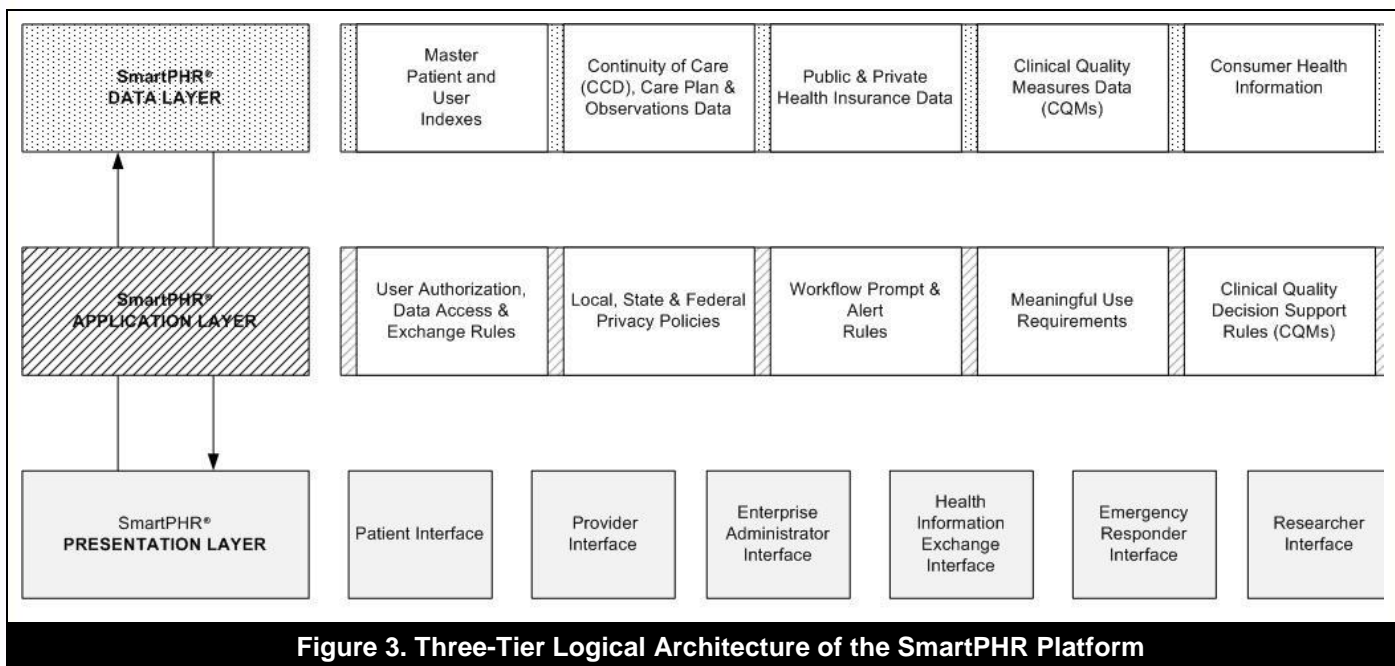 SmartPHR®
DATA LAYER
Master
Patient and
User
Indexes
Continuity of Care
(CCD), Care Plan &
Observations Data
Public & Private
Health Insurance Data
Clinical Quality
Measures Data
(CQMs)
Consumer Health
Information
SmartPHR®
APPLICATION LAYER
User Authorization,
Data Access &
Exchange Rules
Local, State & Federal
Privacy Policies
Workflow Prompt &
Alert
Rules
Meaningful Use
Requirements
Clinical Quality
Decision Support
Rules (CQMs)
SmartPHR®
PRESENTATION LAYER
Patient Interface
Provider
Interface
Enterprise
Administrator
Interface
Health
Information
Exchange
Interface
Emergency
Responder
Interface
Researcher
Interface
Figure 3. Three-Tier Logical Architecture of the SmartPHR Platform